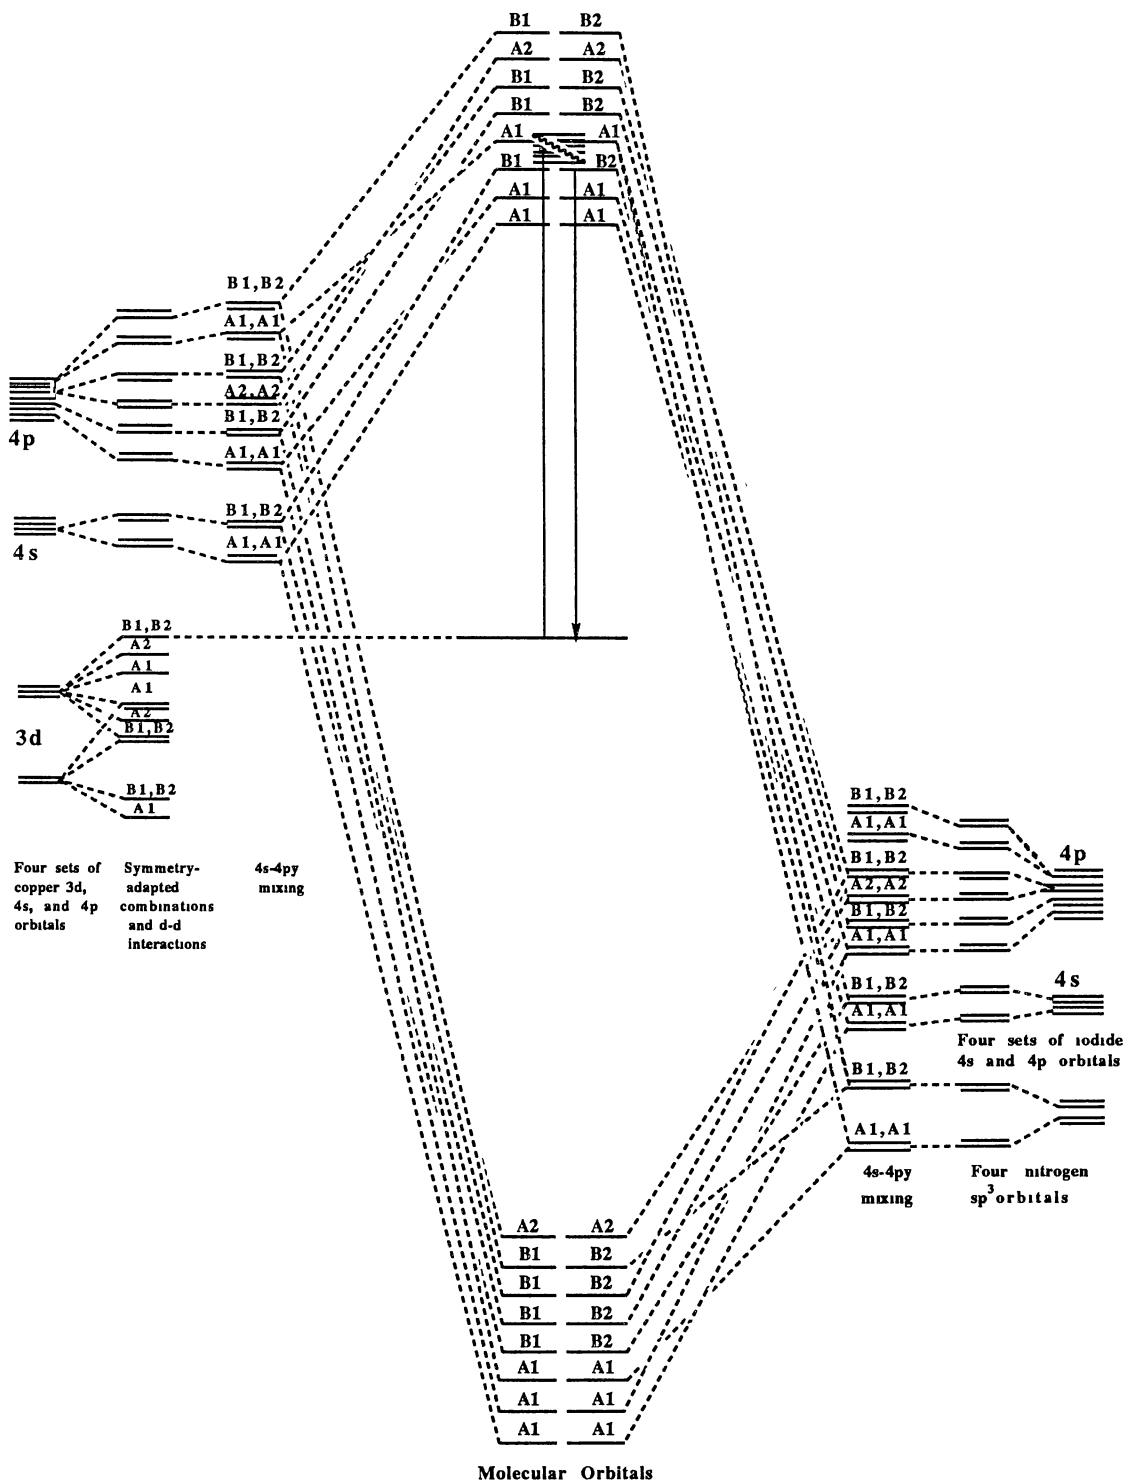 B1 B2
A2 A2
B1 B2
B1 B2
A1 A1
B1 B2
A1 A1
A1 A1
B1,B2
A1,A1
B1,B2
A2,A2
B1,B2
4p
A1,A1
B1,B2
4s
A1,A1
B1,B2
A2
A1
A1
A2
3d
B1,B2
B1,B2
A1
Four sets of
copper 3d,
4s, and 4p
orbitals
Symmetry-
adapted
combinations
and d-d
interactions
4s-4py
mixing
B1,B2
A1,A1
4p
B1,B2
A2,A2
B1,B2
A1,A1
B1,B2
4s
A1,A1
Four sets of iodide
4s and 4p orbitals
B1,B2
A1,A1
4s-4py
mixing
Four nitrogen
sp3 orbitals
A2 A2
B1 B2
B1 B2
B1 B2
B1 B2
A1 A1
A1 A1
A1 A1
Molecular Orbitals